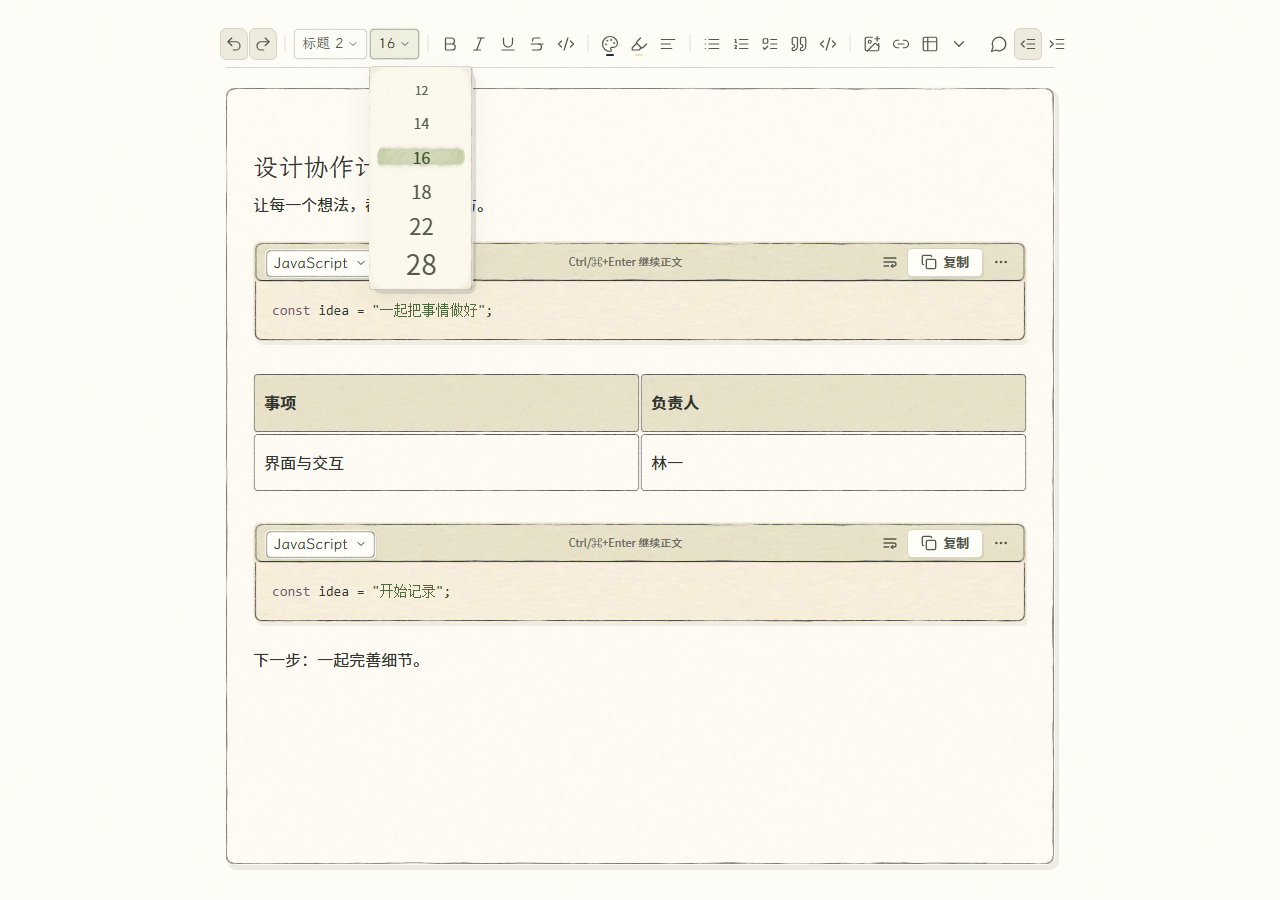 标题 2
16
12
14
16
18
22
28
设计协作
让每一个想法，
。
JavaScript
Ctrl/⌘+Enter 继续正文
复制
const idea = "一起把事情做好";
事项
负责人
界面与交互
林一
JavaScript
Ctrl/⌘+Enter 继续正文
复制
const idea = "开始记录";
下一步：一起完善细节。